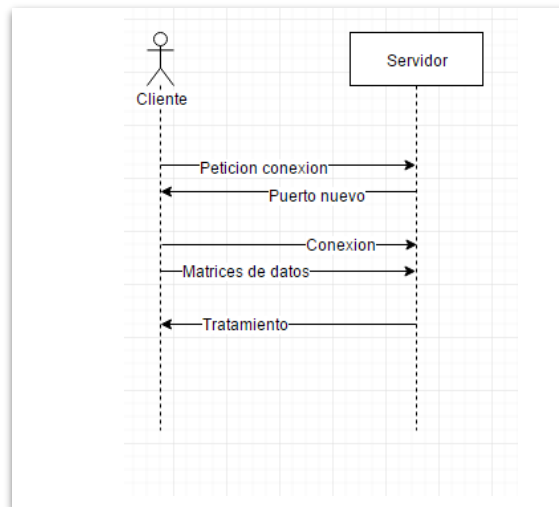 Servidor
Cliente
Peticion conexion
Puerto nuevo
Conexion
Matrices de datos
Tratamiento